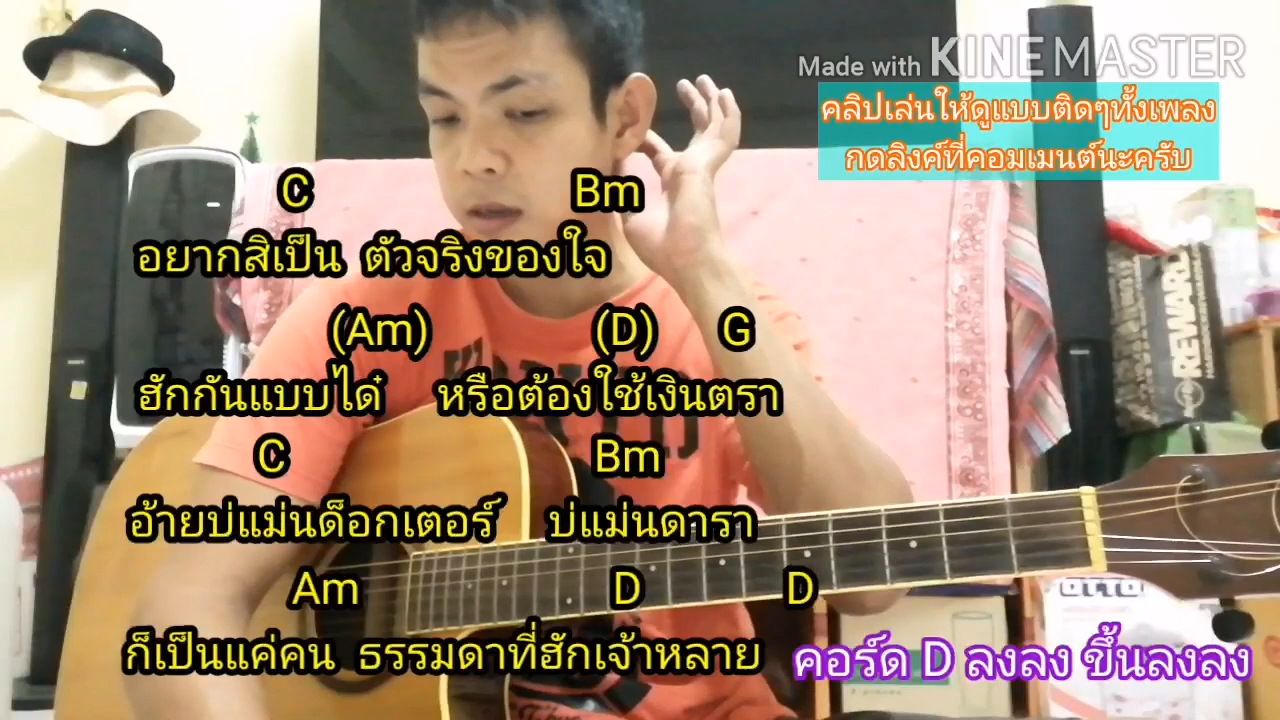 Made with KINEMASTER
คลิปเล่นให้ดูแบบติดๆทั้งเพลง
กดลิงค์ที่คอมเมนต์นะครับ
C Bm
อยากสิเป็น ตัวจริงของใจ
(Am) (D) G
ฮักกันแบบได๋ หรือต้องใช้เงินตรา
C Bm
อ้ายบ่แม่นด็อกเตอร์ บ่แม่นดารา
Am D D
ก็เป็นแค่คน ธรรมดาที่ฮักเจ้าหลาย
คอร์ด D ลงลง ขึ้นลงลง
REWARD
OTTO